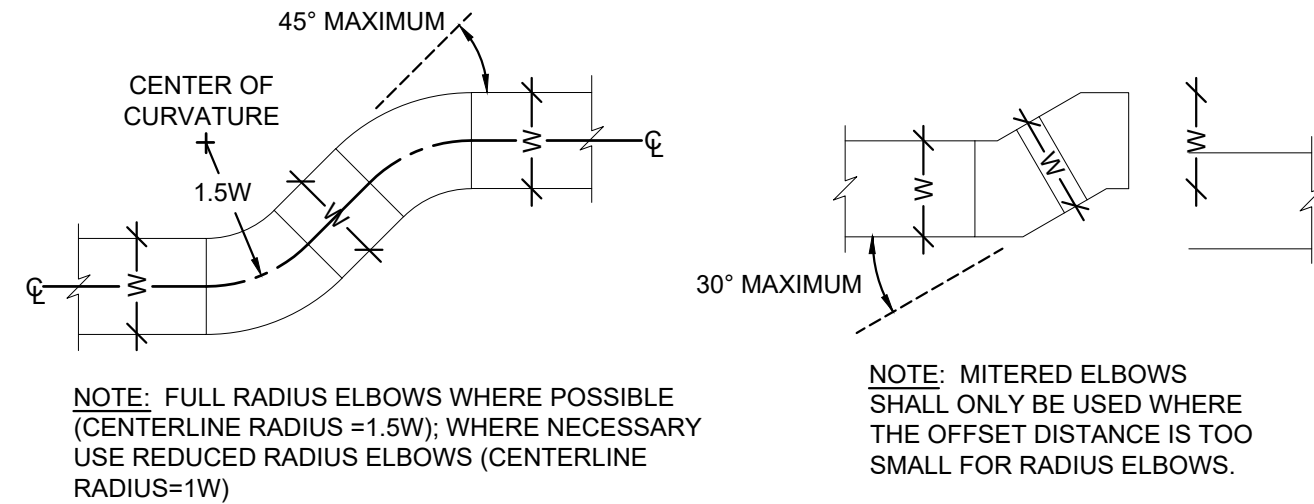 45° MAXIMUM
CENTER OF
CURVATURE
1.5W
W
W
W
℄
℄
NOTE: FULL RADIUS ELBOWS WHERE POSSIBLE
(CENTERLINE RADIUS =1.5W); WHERE NECESSARY
USE REDUCED RADIUS ELBOWS (CENTERLINE
RADIUS=1W)
W
W
W
30° MAXIMUM
NOTE: MITERED ELBOWS
SHALL ONLY BE USED WHERE
THE OFFSET DISTANCE IS TOO
SMALL FOR RADIUS ELBOWS.